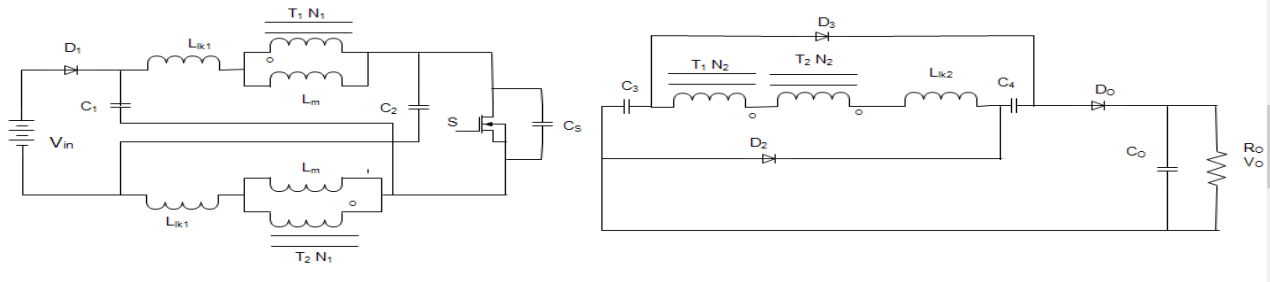 T1 N1
D1
Llk1
Lm
C1
C2
S
CS
Vin
Lm
Llk1
T2 N1
D3
T1 N2
T2 N2
Llk2
C3
C4
DO
D2
CO
RO
VO